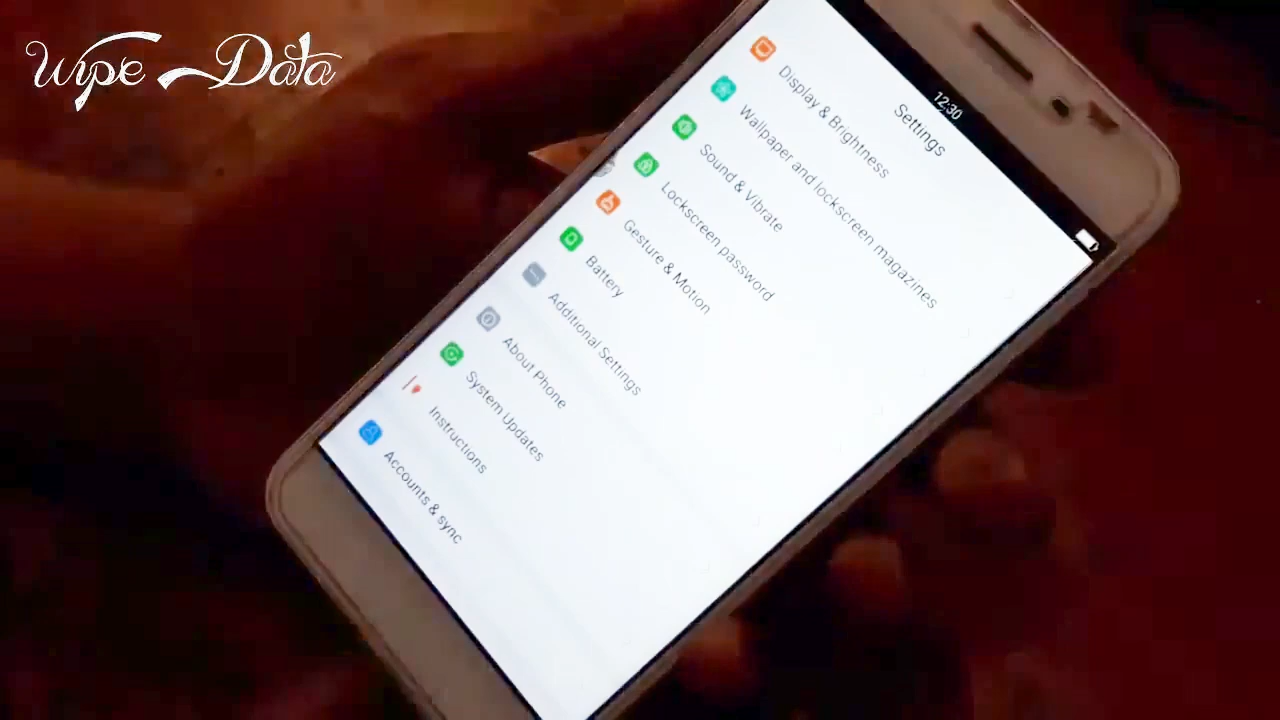 Wipe Data
12:30
Settings
Display & Brightness
Wallpaper and lockscreen magazines
Sound & Vibrate
Lockscreen password
Gesture & Motion
Battery
Additional Settings
About Phone
System Updates
Instructions
Accounts & sync